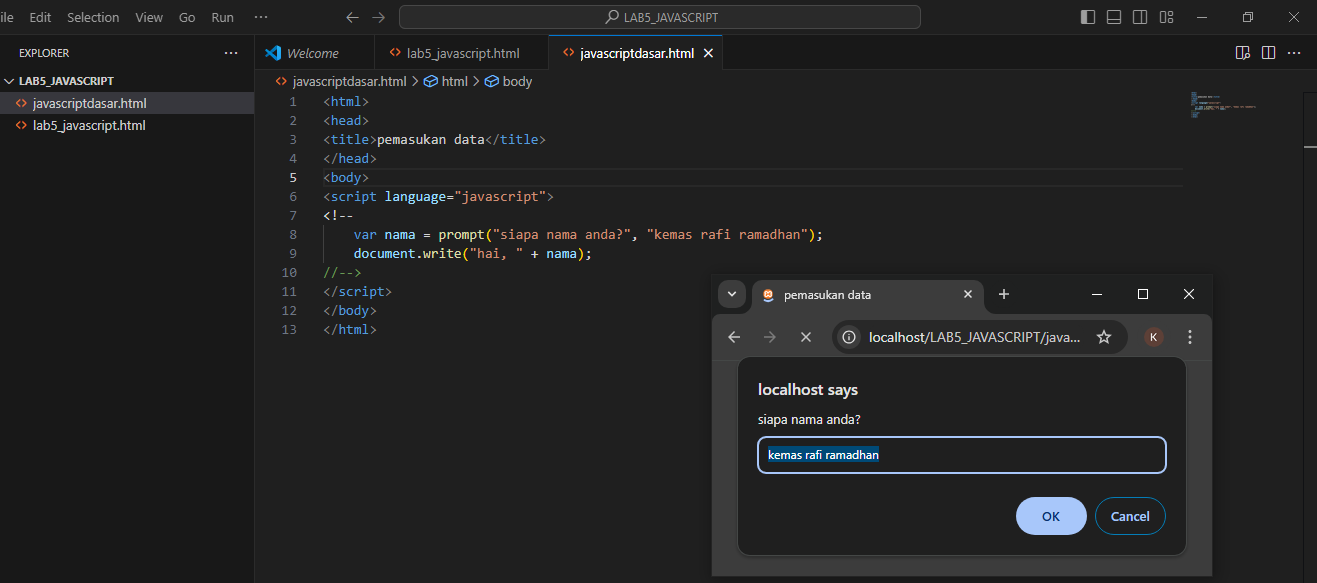 ile Edit Selection View Go Run ··· LAB5_JAVASCRIPT
EXPLORER ···
LAB5_JAVASCRIPT
javascriptdasar.html
lab5_javascript.html
Welcome lab5_javascript.html javascriptdasar.html
javascriptdasar.html > html > body
1 <html>
2 <head>
3 <title>pemasukan data</title>
4 </head>
5 <body>
6 <script language="javascript">
7 <!--
8 var nama = prompt("siapa nama anda?", "kemas rafi ramadhan");
9 document.write("hai, " + nama);
10 //-->
11 </script>
12 </body>
13 </html>
pemasukan data
localhost/LAB5_JAVASCRIPT/java... K
localhost says
siapa nama anda?
kemas rafi ramadhan
OK Cancel